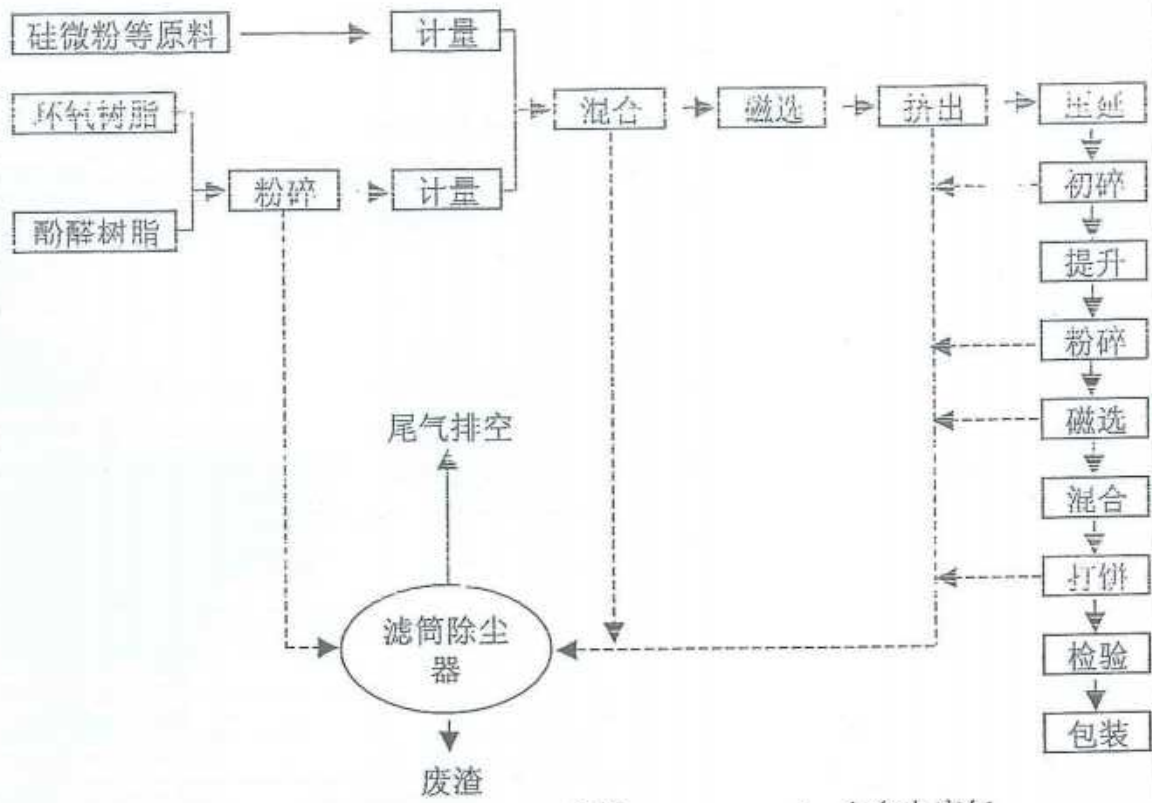 硅微粉等原料
计量
环氧树脂
混合
磁选
挤出
压延
粉碎
计量
初碎
酚醛树脂
提升
粉碎
磁选
尾气排空
混合
打饼
滤筒除尘
器
检验
包装
废渣